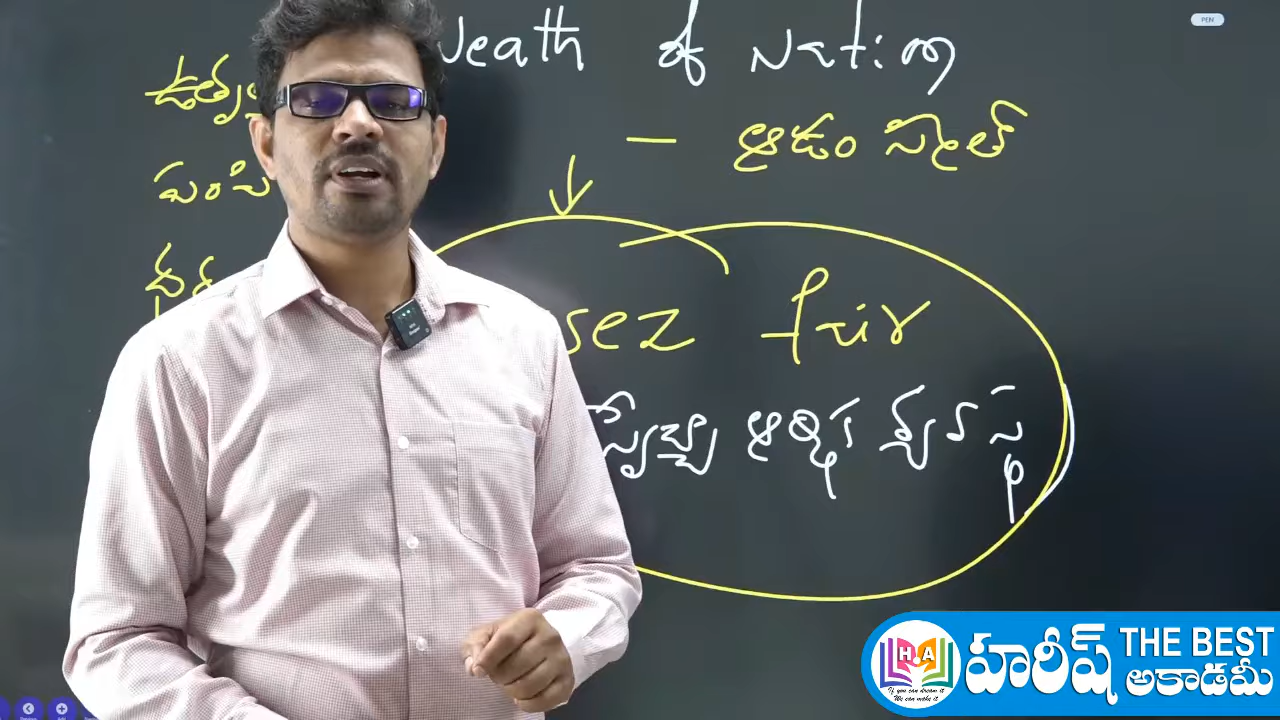 PEN
Weath of Nation
— ఆడం స్మిత్
ఉత్ప
పంపి
sez fair
ఆర్థిక వ్యవస్థ
H A
If you can dream it
We can make it
హరీష్ THE BEST అకాడమీ